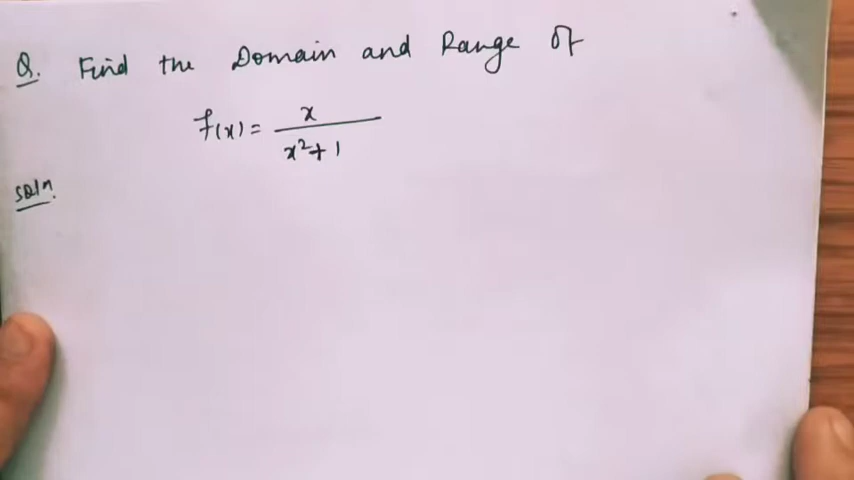 Q. Find the Domain and Range of
f(x) = x / x²+1
soln.